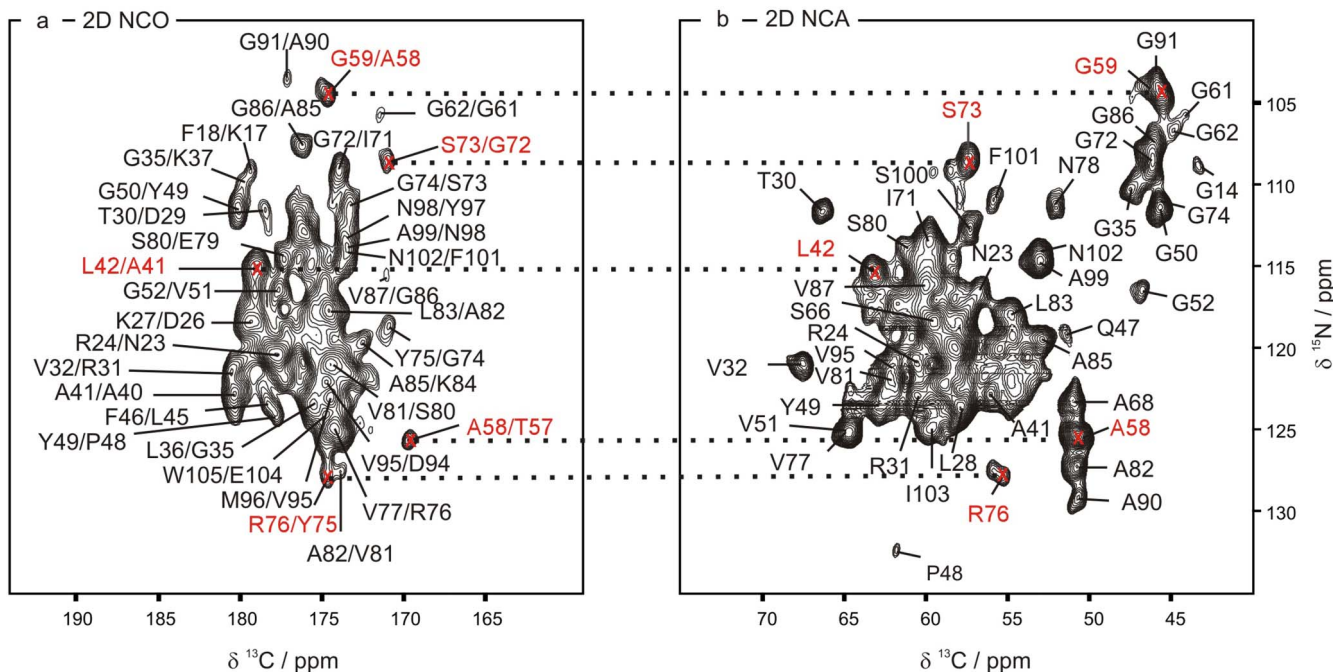 a
2D NCO
G91/A90
G59/A58
G86/A85
G62/G61
F18/K17
G72/I71
S73/G72
G35/K37
G74/S73
G50/Y49
N98/Y97
T30/D29
A99/N98
S80/E79
N102/F101
L42/A41
G52/V51
V87/G86
L83/A82
K27/D26
R24/N23
Y75/G74
V32/R31
A85/K84
A41/A40
V81/S80
F46/L45
A58/T57
Y49/P48
L36/G35
V95/D94
W105/E104
M96/V95
V77/R76
R76/Y75
A82/V81
190
180
175
170
165
δ 13C / ppm
b
2D NCA
G91
G59
G61
S73
G86
G62
G72
F101
N78
S100
T30
G14
I71
G35
G74
S80
G50
L42
N23
N102
A99
V87
L83
G52
S66
R24
Q47
V32
V95
A85
V81
Y49
A68
V51
A41
A58
V77
R31
L28
A82
I103
R76
A90
P48
70
65
60
55
50
45
40
δ 13C / ppm
105
110
115
120
125
130
δ 15N / ppm
x
x
x
x
x
x
x
x
x
x
x
x